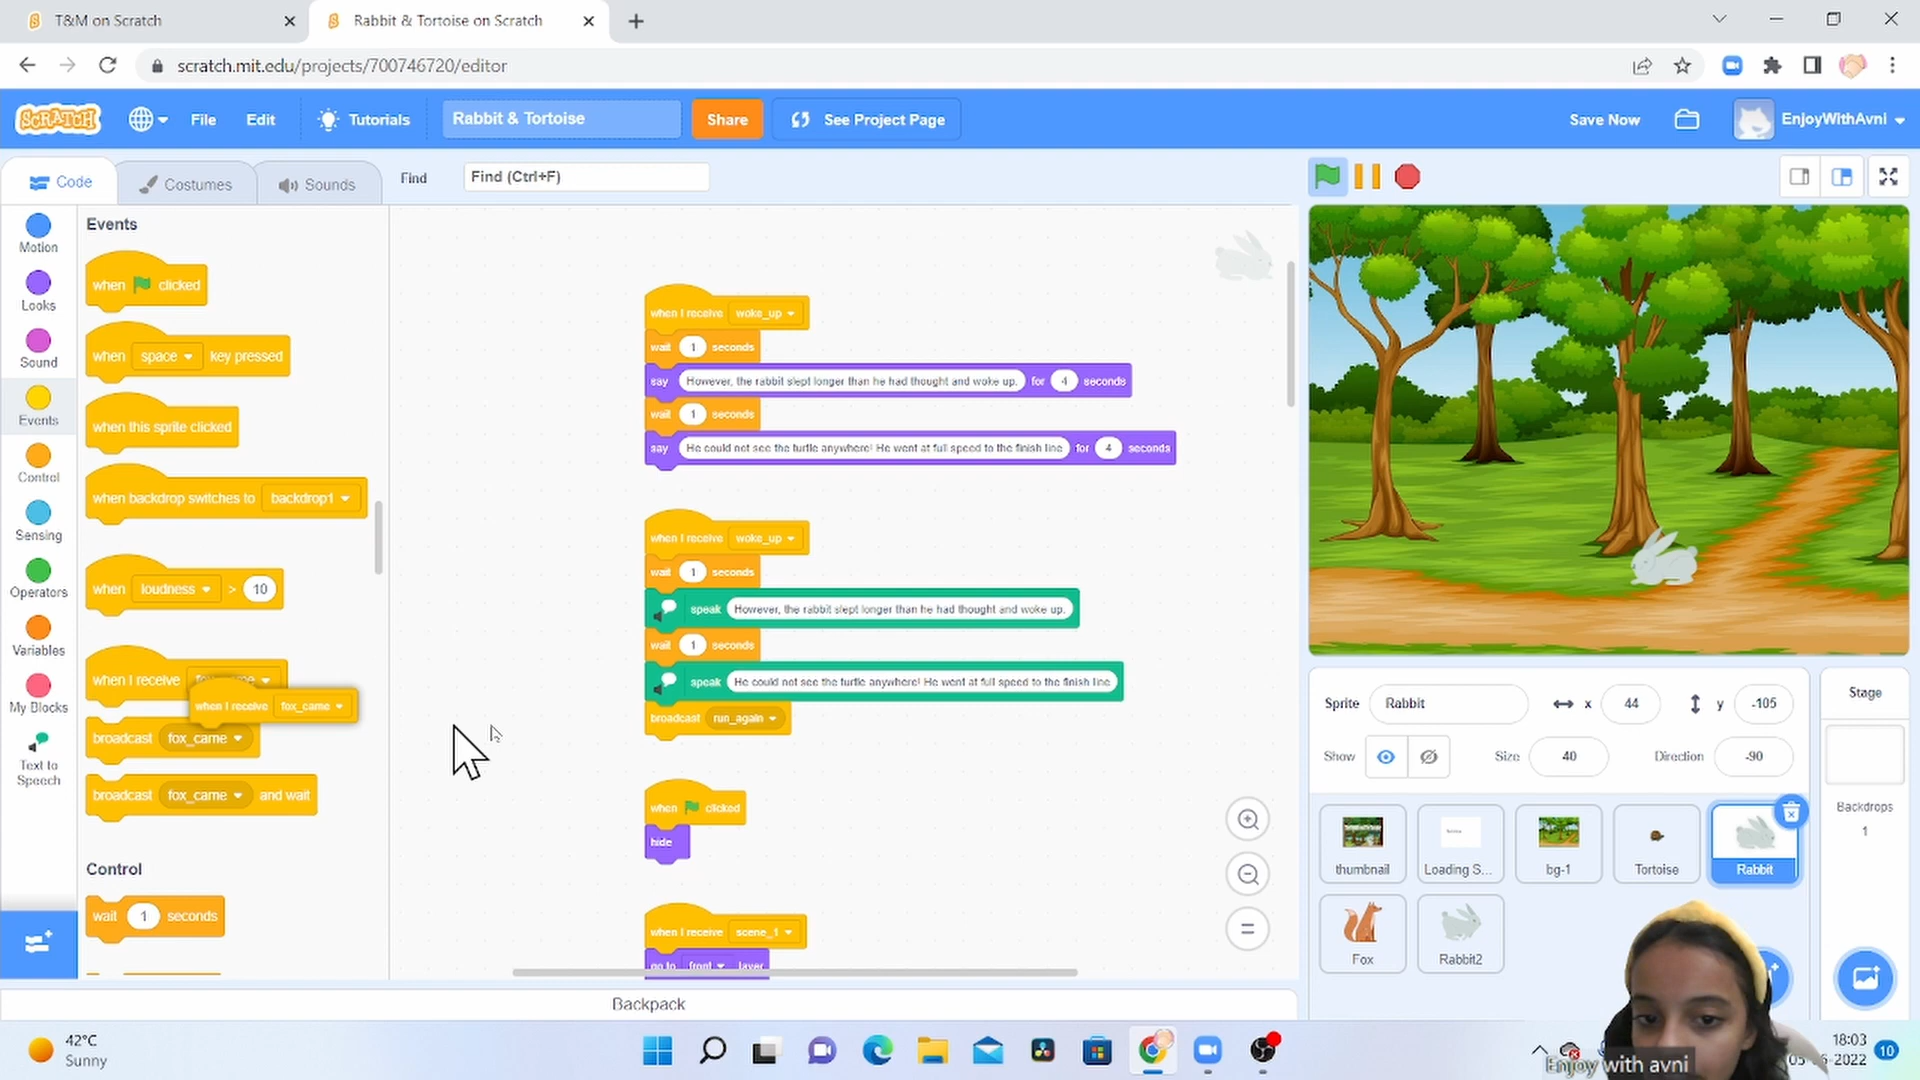 T&M on Scratch
Rabbit & Tortoise on Scratch
scratch.mit.edu/projects/700746720/editor
SCRATCH
File
Edit
Tutorials
Rabbit & Tortoise
Share
See Project Page
Save Now
EnjoyWithAvni
Code
Costumes
Sounds
Find
Find (Ctrl+F)
Motion
Looks
Sound
Events
Control
Sensing
Operators
Variables
My Blocks
Text to
Speech
Events
when clicked
when space key pressed
when this sprite clicked
when backdrop switches to backdrop1
when loudness > 10
when I receive
when I receive fox_came
broadcast fox_came
broadcast fox_came and wait
Control
wait 1 seconds
when I receive woke_up
wait 1 seconds
say However, the rabbit slept longer than he had thought and woke up. for 4 seconds
wait 1 seconds
say He could not see the turtle anywhere! He went at full speed to the finish line for 4 seconds
when I receive woke_up
wait 1 seconds
speak However, the rabbit slept longer than he had thought and woke up.
wait 1 seconds
speak He could not see the turtle anywhere! He went at full speed to the finish line
broadcast run_again
when clicked
hide
when I receive scene_1
go to front layer
Backpack
Sprite Rabbit x 44 y -105
Show Size 40 Direction -90
thumbnail
Loading S...
bg-1
Tortoise
Rabbit
Fox
Rabbit2
Stage
Backdrops
1
42°C
Sunny
18:03
2022
10
Enjoy with avni